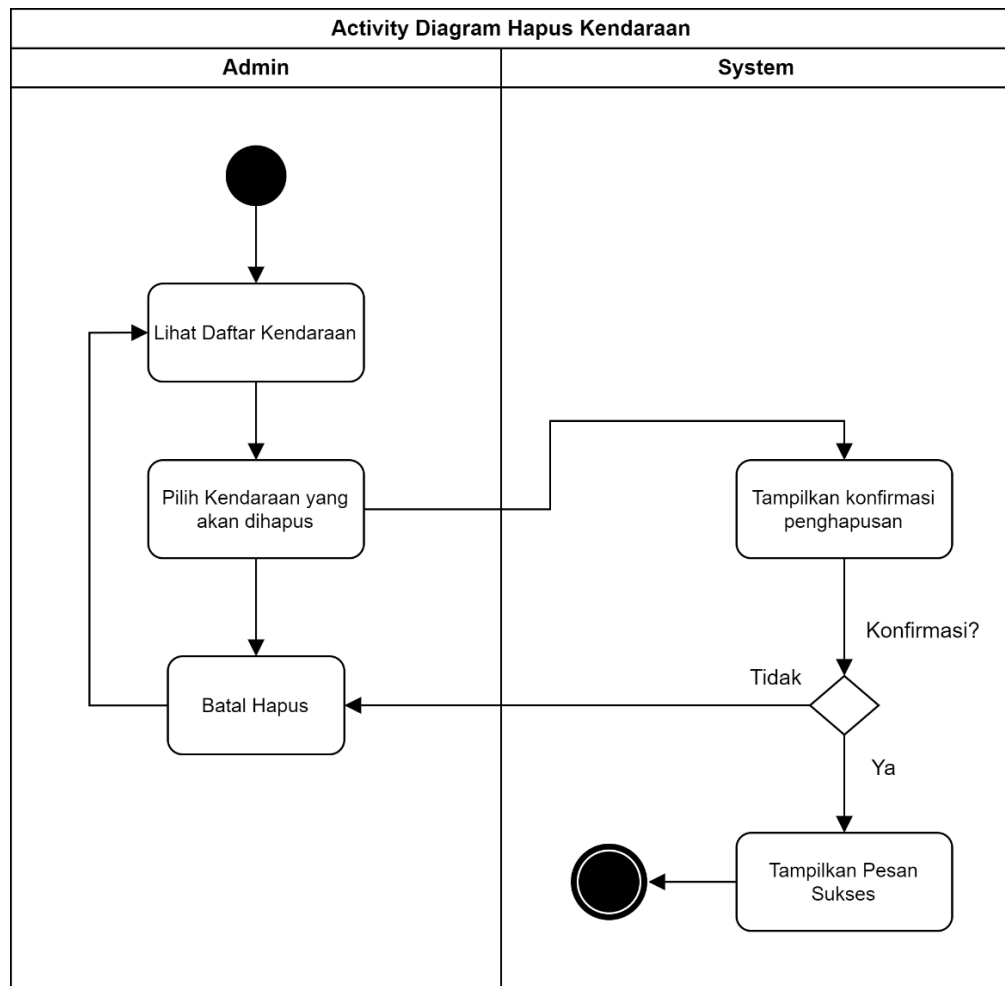 Activity Diagram Hapus Kendaraan
Admin
System
Lihat Daftar Kendaraan
Pilih Kendaraan yang
akan dihapus
Tampilkan konfirmasi
penghapusan
Konfirmasi?
Tidak
Batal Hapus
Ya
Tampilkan Pesan
Sukses